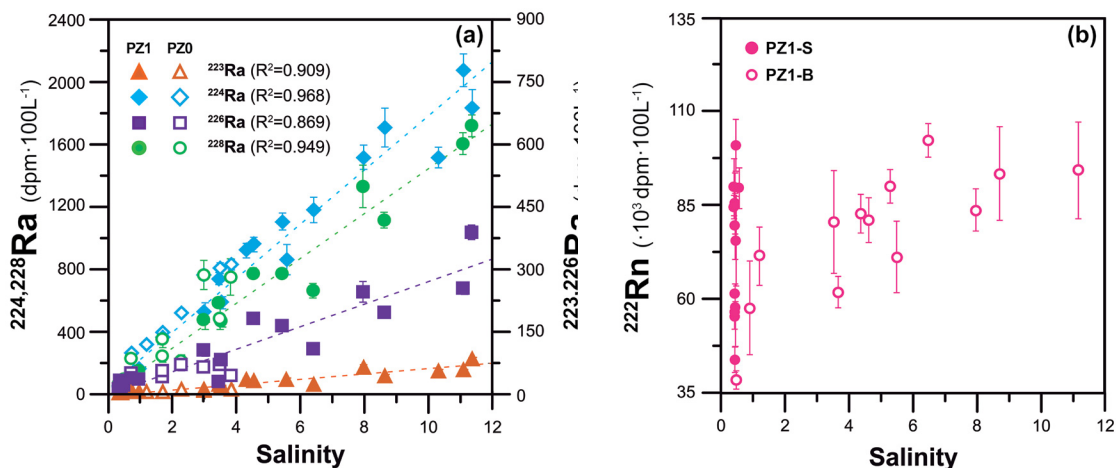 (a)
PZ1 PZ0
²²³Ra (R²=0.909)
²²⁴Ra (R²=0.968)
²²⁶Ra (R²=0.869)
²²⁸Ra (R²=0.949)
2400
2000
1600
1200
800
400
0
²²⁴,²²⁸Ra (dpm·100L⁻¹)
900
750
600
450
300
150
0
²²³,²²⁶Ra
0 2 4 6 8 10 12
Salinity
(b)
PZ1-S
PZ1-B
135
110
85
60
35
²²²Rn (·10³ dpm·100L⁻¹)
0 2 4 6 8 10 12
Salinity